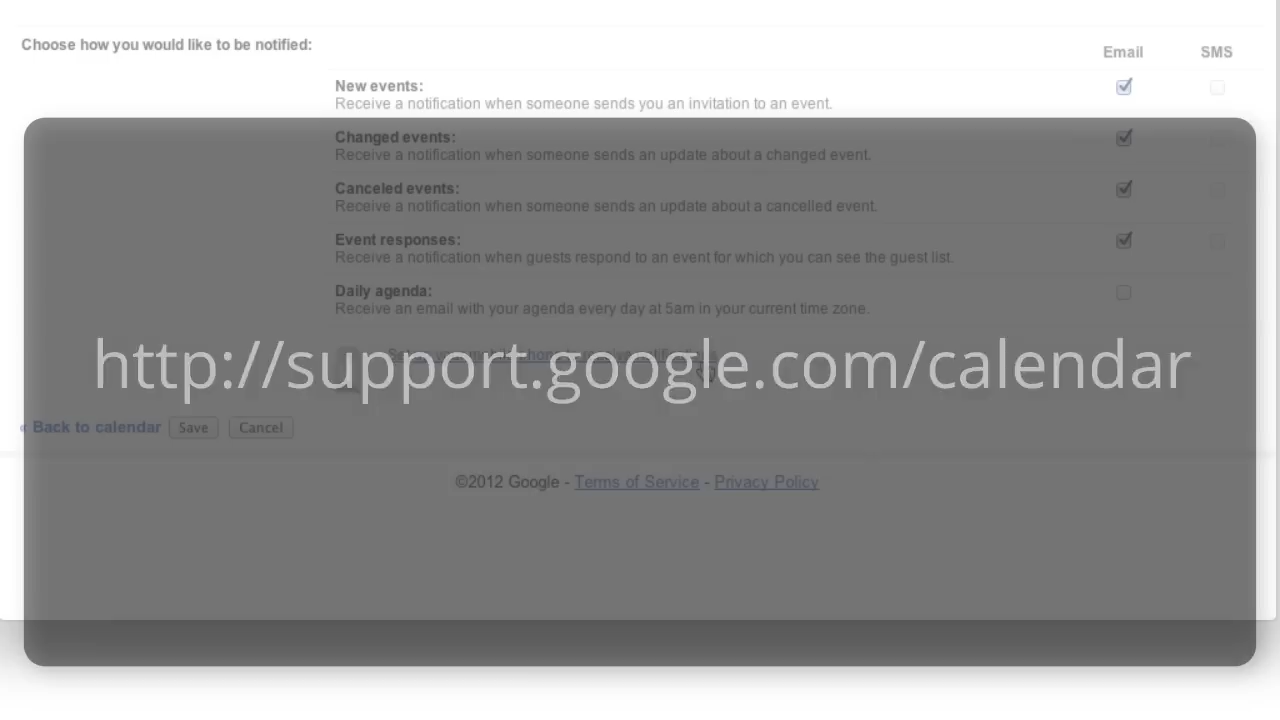 Choose how you would like to be notified:
Email SMS
New events:
Receive a notification when someone sends you an invitation to an event.
Changed events:
Receive a notification when someone sends an update about a changed event.
Canceled events:
Receive a notification when someone sends an update about a cancelled event.
Event responses:
Receive a notification when guests respond to an event for which you can see the guest list.
Daily agenda:
Receive an email with your agenda every day at 5am in your current time zone.
http://support.google.com/calendar
« Back to calendar Save Cancel
©2012 Google - Terms of Service - Privacy Policy